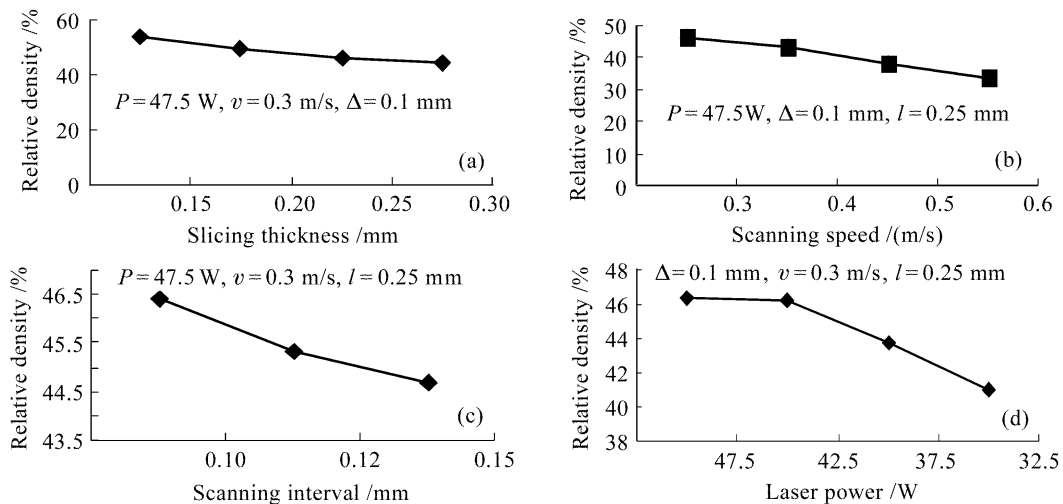 Relative density /%
60
40
20
0
P = 47.5 W, v = 0.3 m/s, Δ = 0.1 mm
(a)
0.15 0.20 0.25 0.30
Slicing thickness /mm
Relative density /%
60
50
40
30
20
10
0
P = 47.5W, Δ = 0.1 mm, l = 0.25 mm
(b)
0.3 0.4 0.5 0.6
Scanning speed /(m/s)
Relative density /%
46.5
45.5
44.5
43.5
P = 47.5 W, v = 0.3 m/s, l = 0.25 mm
(c)
0.10 0.12 0.15
Scanning interval /mm
Relative density /%
48
46
44
42
40
38
Δ = 0.1 mm, v = 0.3 m/s, l = 0.25 mm
(d)
47.5 42.5 37.5 32.5
Laser power /W